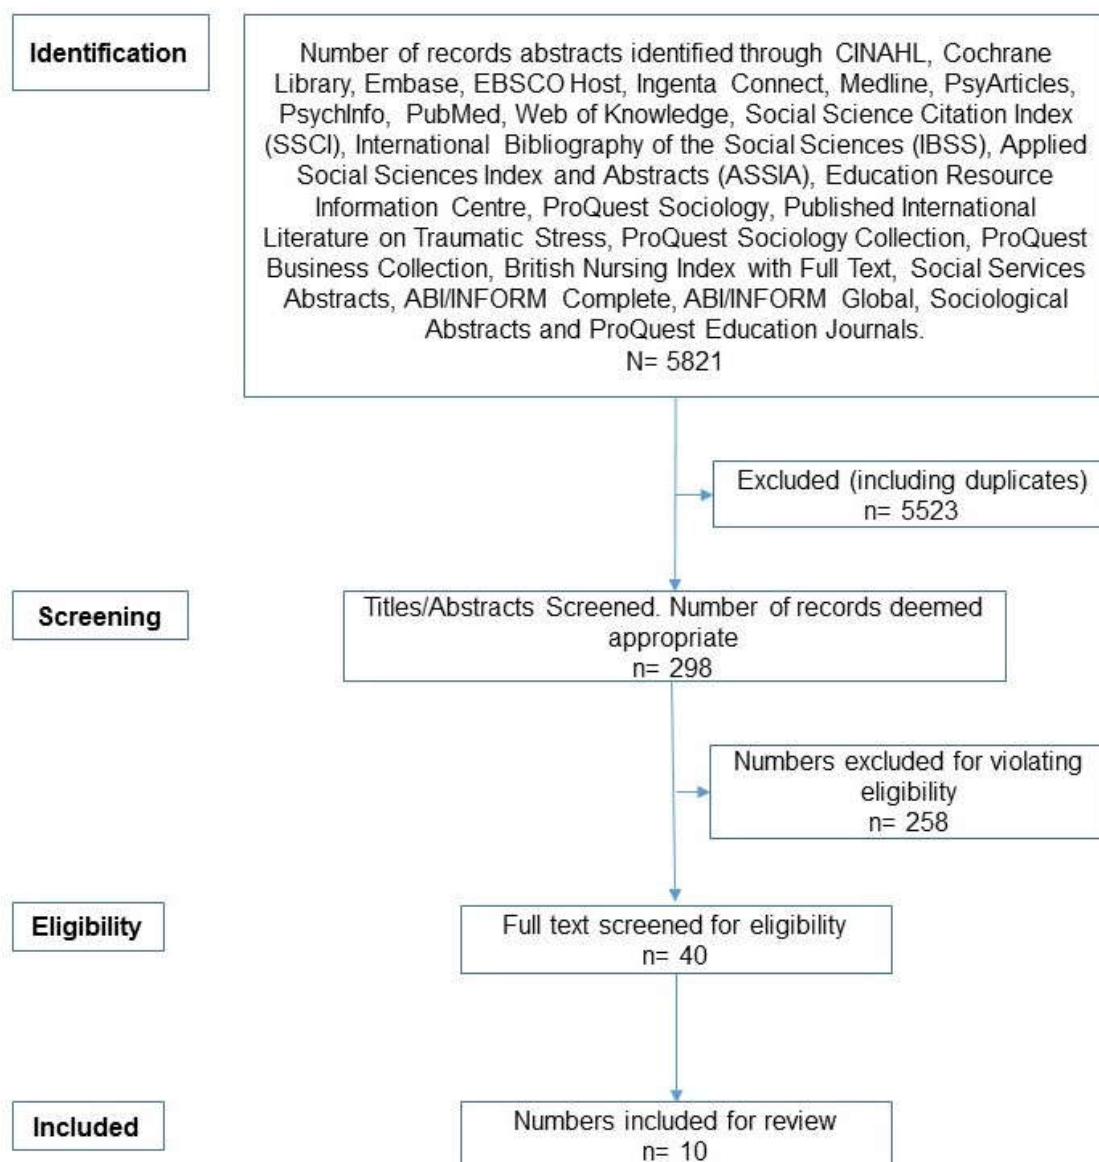 Identification
Number of records abstracts identified through CINAHL, Cochrane
Library, Embase, EBSCO Host, Ingenta Connect, Medline, PsyArticles,
PsychInfo, PubMed, Web of Knowledge, Social Science Citation Index
(SSCI), International Bibliography of the Social Sciences (IBSS), Applied
Social Sciences Index and Abstracts (ASSIA), Education Resource
Information Centre, ProQuest Sociology, Published International
Literature on Traumatic Stress, ProQuest Sociology Collection, ProQuest
Business Collection, British Nursing Index with Full Text, Social Services
Abstracts, ABI/INFORM Complete, ABI/INFORM Global, Sociological
Abstracts and ProQuest Education Journals.
N= 5821
Excluded (including duplicates)
n= 5523
Screening
Titles/Abstracts Screened. Number of records deemed
appropriate
n= 298
Numbers excluded for violating
eligibility
n= 258
Eligibility
Full text screened for eligibility
n= 40
Included
Numbers included for review
n= 10